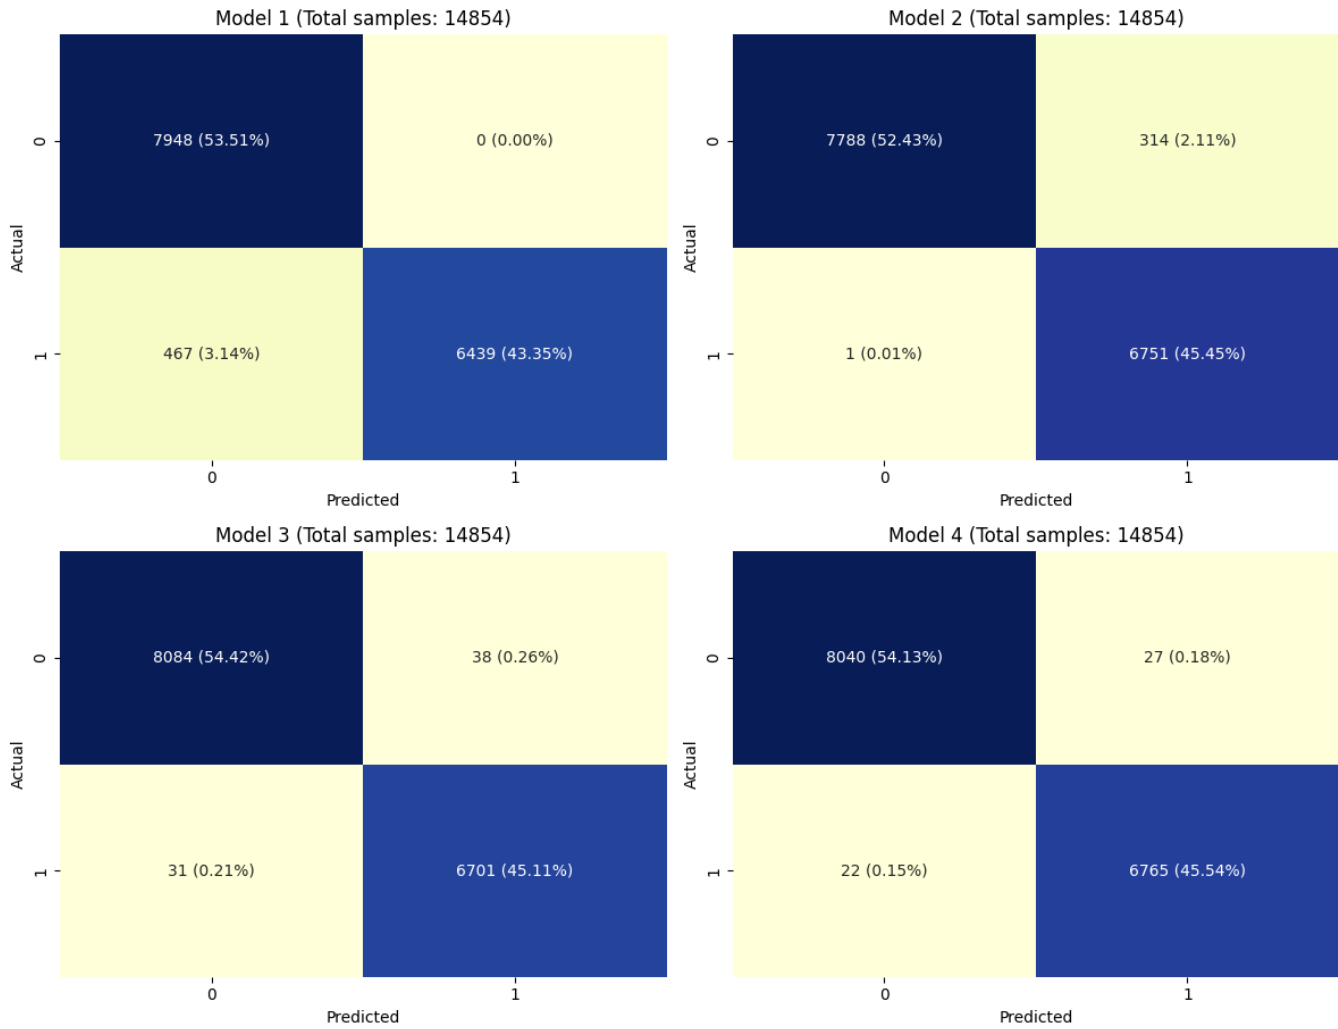 Model 1 (Total samples: 14854)
0
7948 (53.51%)
0 (0.00%)
Actual
1
467 (3.14%)
6439 (43.35%)
0
1
Predicted
Model 2 (Total samples: 14854)
0
7788 (52.43%)
314 (2.11%)
Actual
1
1 (0.01%)
6751 (45.45%)
0
1
Predicted
Model 3 (Total samples: 14854)
0
8084 (54.42%)
38 (0.26%)
Actual
1
31 (0.21%)
6701 (45.11%)
0
1
Predicted
Model 4 (Total samples: 14854)
0
8040 (54.13%)
27 (0.18%)
Actual
1
22 (0.15%)
6765 (45.54%)
0
1
Predicted